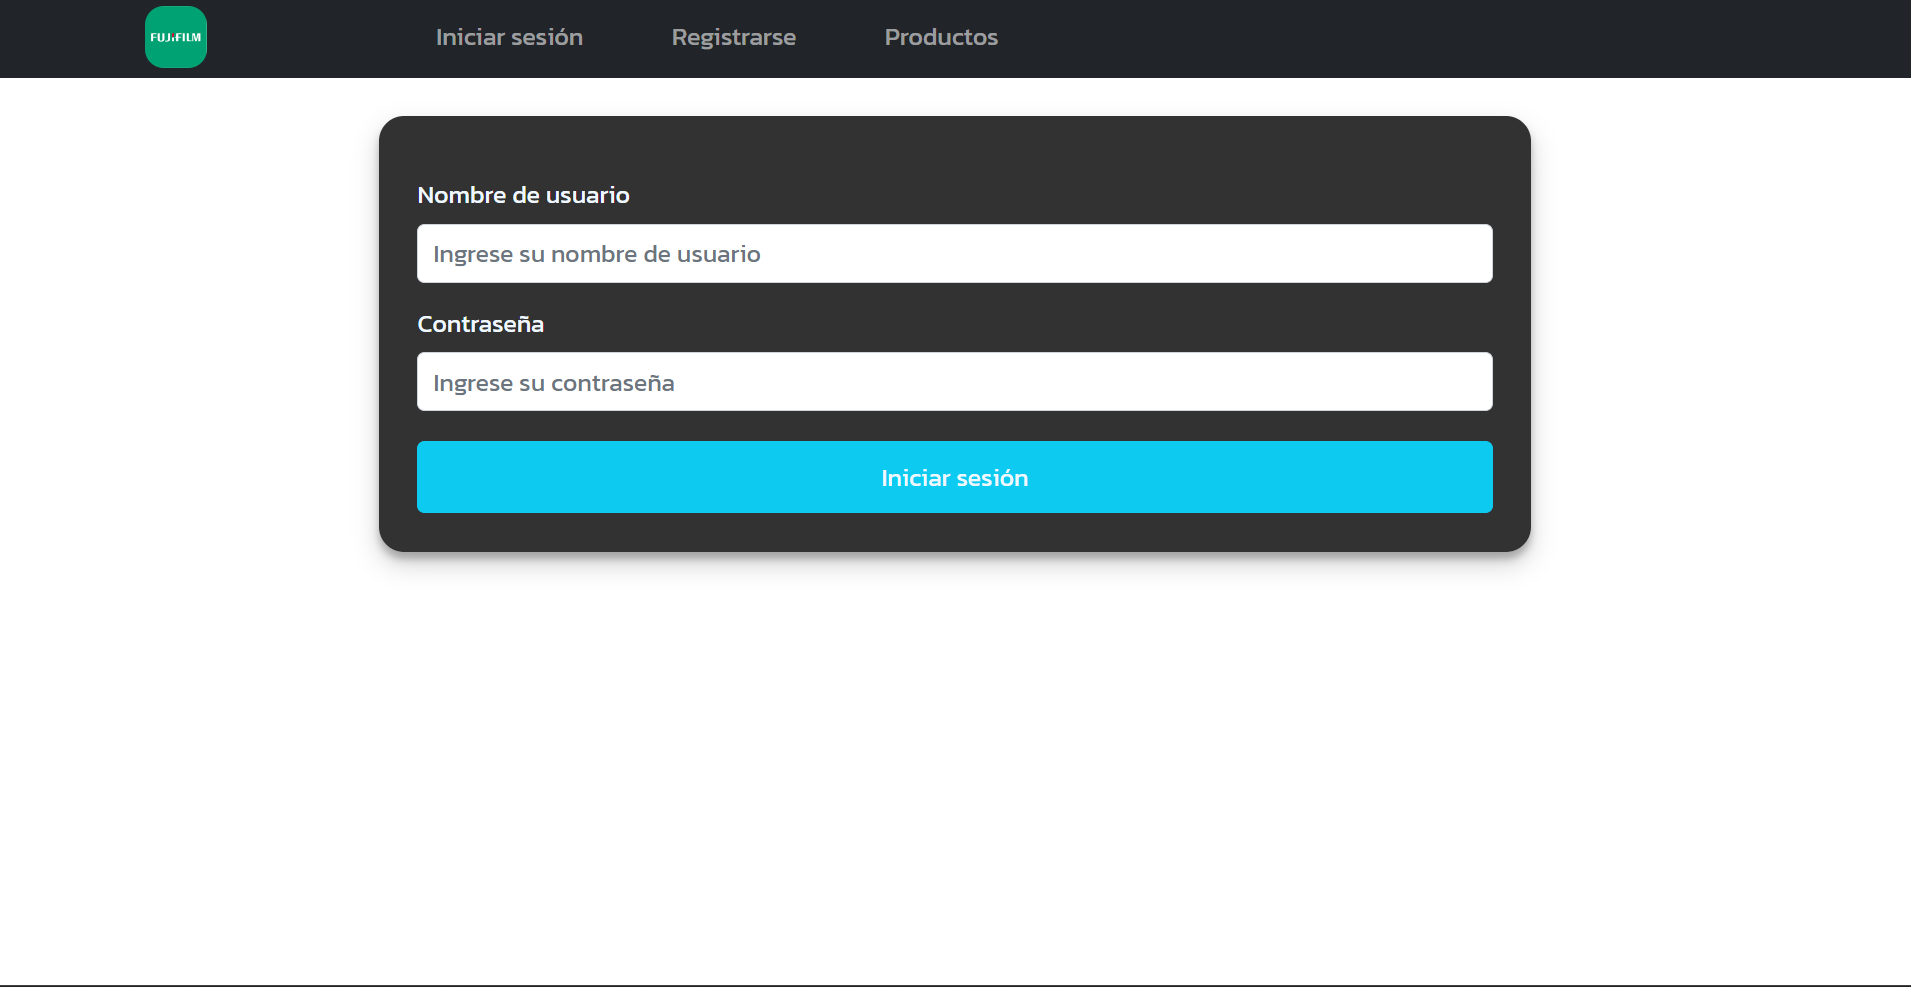 FUJIFILM
Iniciar sesión Registrarse Productos
Nombre de usuario
Ingrese su nombre de usuario
Contraseña
Ingrese su contraseña
Iniciar sesión